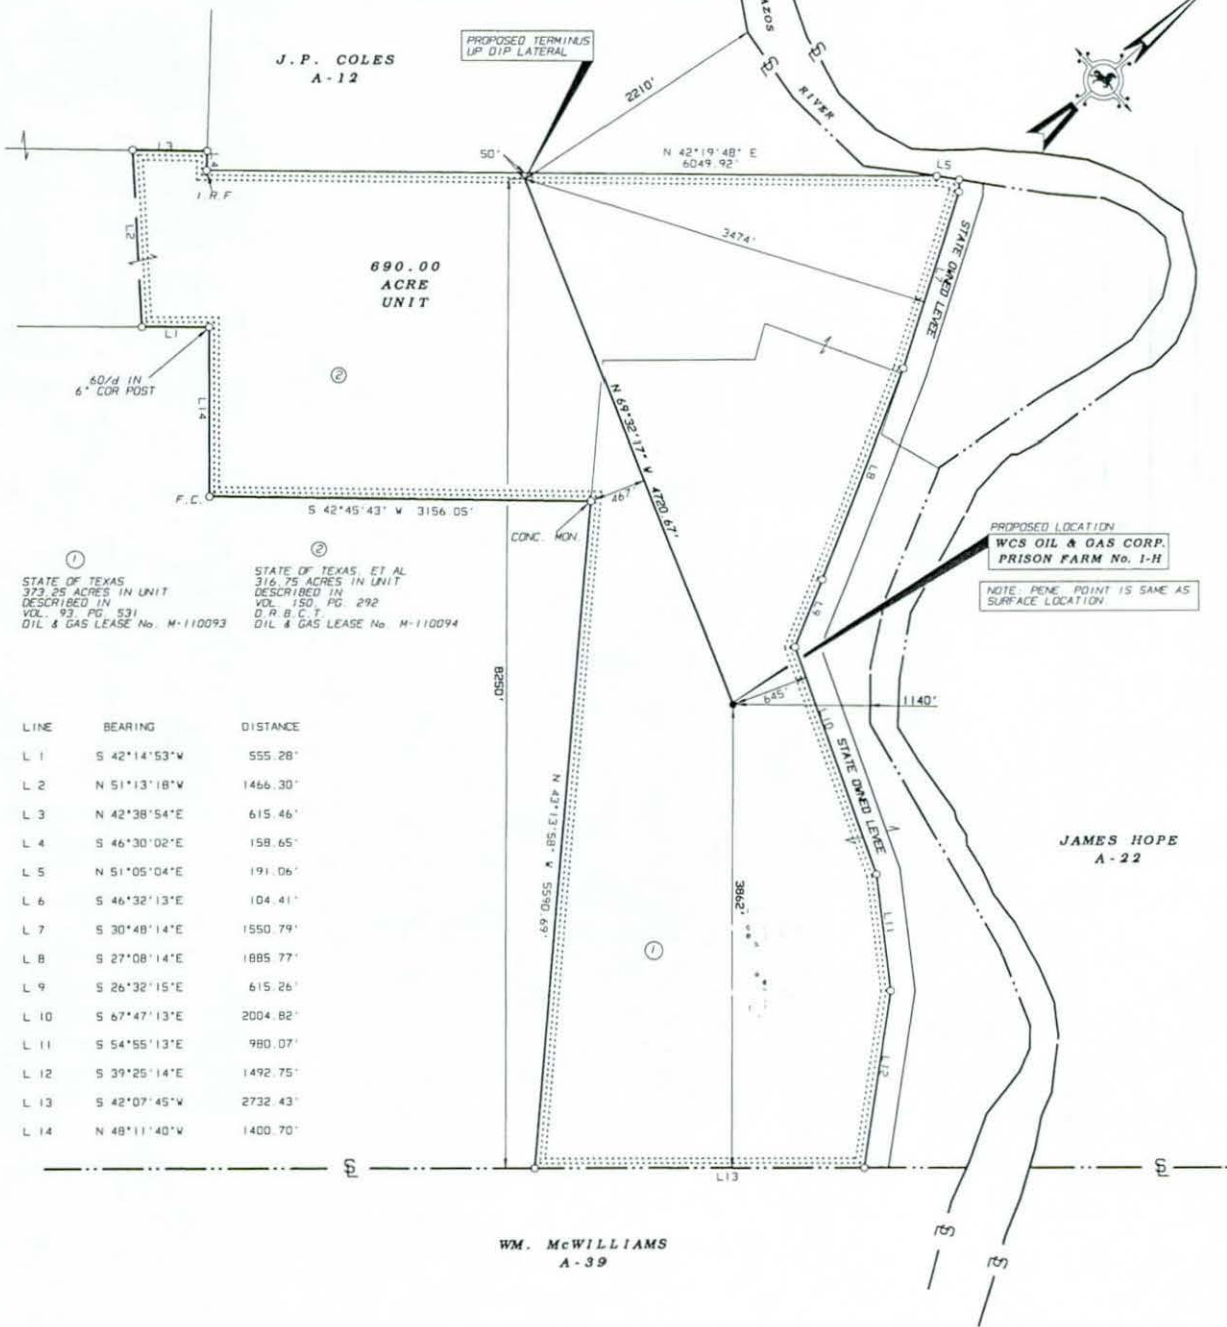 J.P. COLES
A-12
PROPOSED TERMINUS
UP DIP LATERAL
2210'
RIVER
50'
N 42°19'48" E
6049.92'
L3
L5
I.R.F
L2
3474'
STATE OWNED LEVEE
L7
690.00
ACRE
UNIT
②
L1
60/d IN
6" COR POST
L14
N 69°32'17" W 4720.67'
L8
F.C.
S 42°45'43" W 3156.05'
467'
CONC. MON.
PROPOSED LOCATION
WCS OIL & GAS CORP.
PRISON FARM No. 1-H
NOTE: PENE. POINT IS SAME AS
SURFACE LOCATION
①
STATE OF TEXAS
373.25 ACRES IN UNIT
DESCRIBED IN
VOL. 93, PG. 531
OIL & GAS LEASE No. M-110093
②
STATE OF TEXAS, ET AL
316.75 ACRES IN UNIT
DESCRIBED IN
VOL. 150, PG. 292
D.R.B.C.T.
OIL & GAS LEASE No. M-110094
L9
8250'
645'
1140'
L10
STATE OWNED LEVEE
N 43°13'58" W 5590.69'
3862'
JAMES HOPE
A-22
L11
①
L12
LINE BEARING DISTANCE
L 1 S 42°14'53"W 555.28'
L 2 N 51°13'18"W 1466.30'
L 3 N 42°38'54"E 615.46'
L 4 S 46°30'02"E 158.65'
L 5 N 51°05'04"E 191.06'
L 6 S 46°32'13"E 104.41'
L 7 S 30°48'14"E 1550.79'
L 8 S 27°08'14"E 1885.77'
L 9 S 26°32'15"E 615.26'
L 10 S 67°47'13"E 2004.82'
L 11 S 54°55'13"E 980.07'
L 12 S 39°25'14"E 1492.75'
L 13 S 42°07'45"W 2732.43'
L 14 N 48°11'40"W 1400.70'
L13
WM. McWILLIAMS
A-39